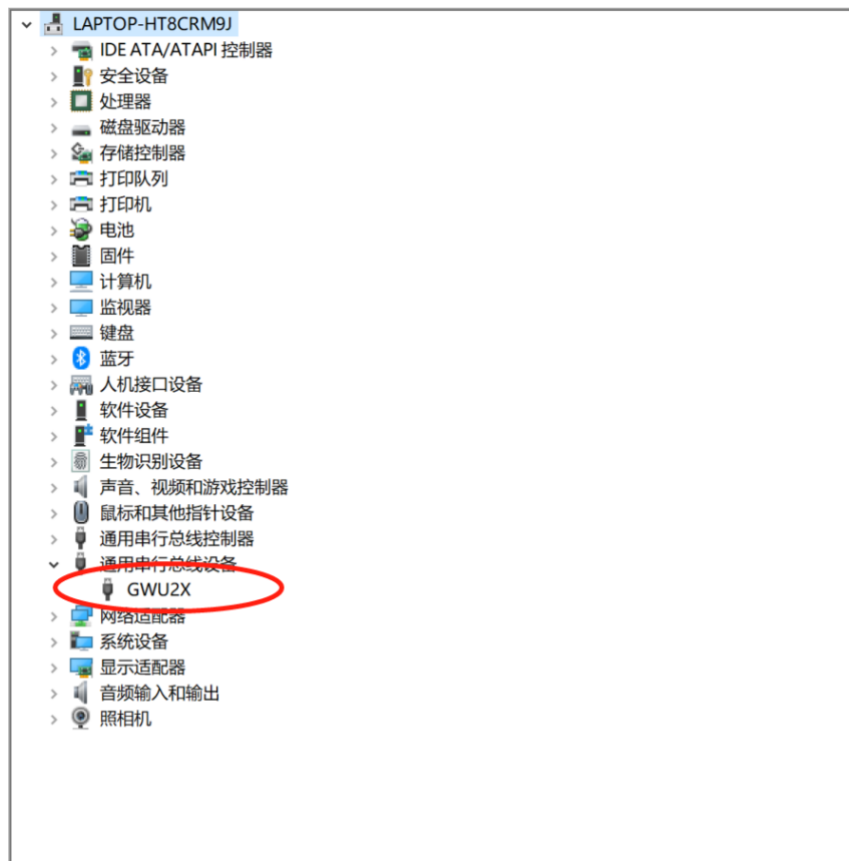 LAPTOP-HT8CRM9J
IDE ATA/ATAPI 控制器
安全设备
处理器
磁盘驱动器
存储控制器
打印队列
打印机
电池
固件
计算机
监视器
键盘
蓝牙
人机接口设备
软件设备
软件组件
生物识别设备
声音、视频和游戏控制器
鼠标和其他指针设备
通用串行总线控制器
通用串行总线设备
GWU2X
网络适配器
系统设备
显示适配器
音频输入和输出
照相机